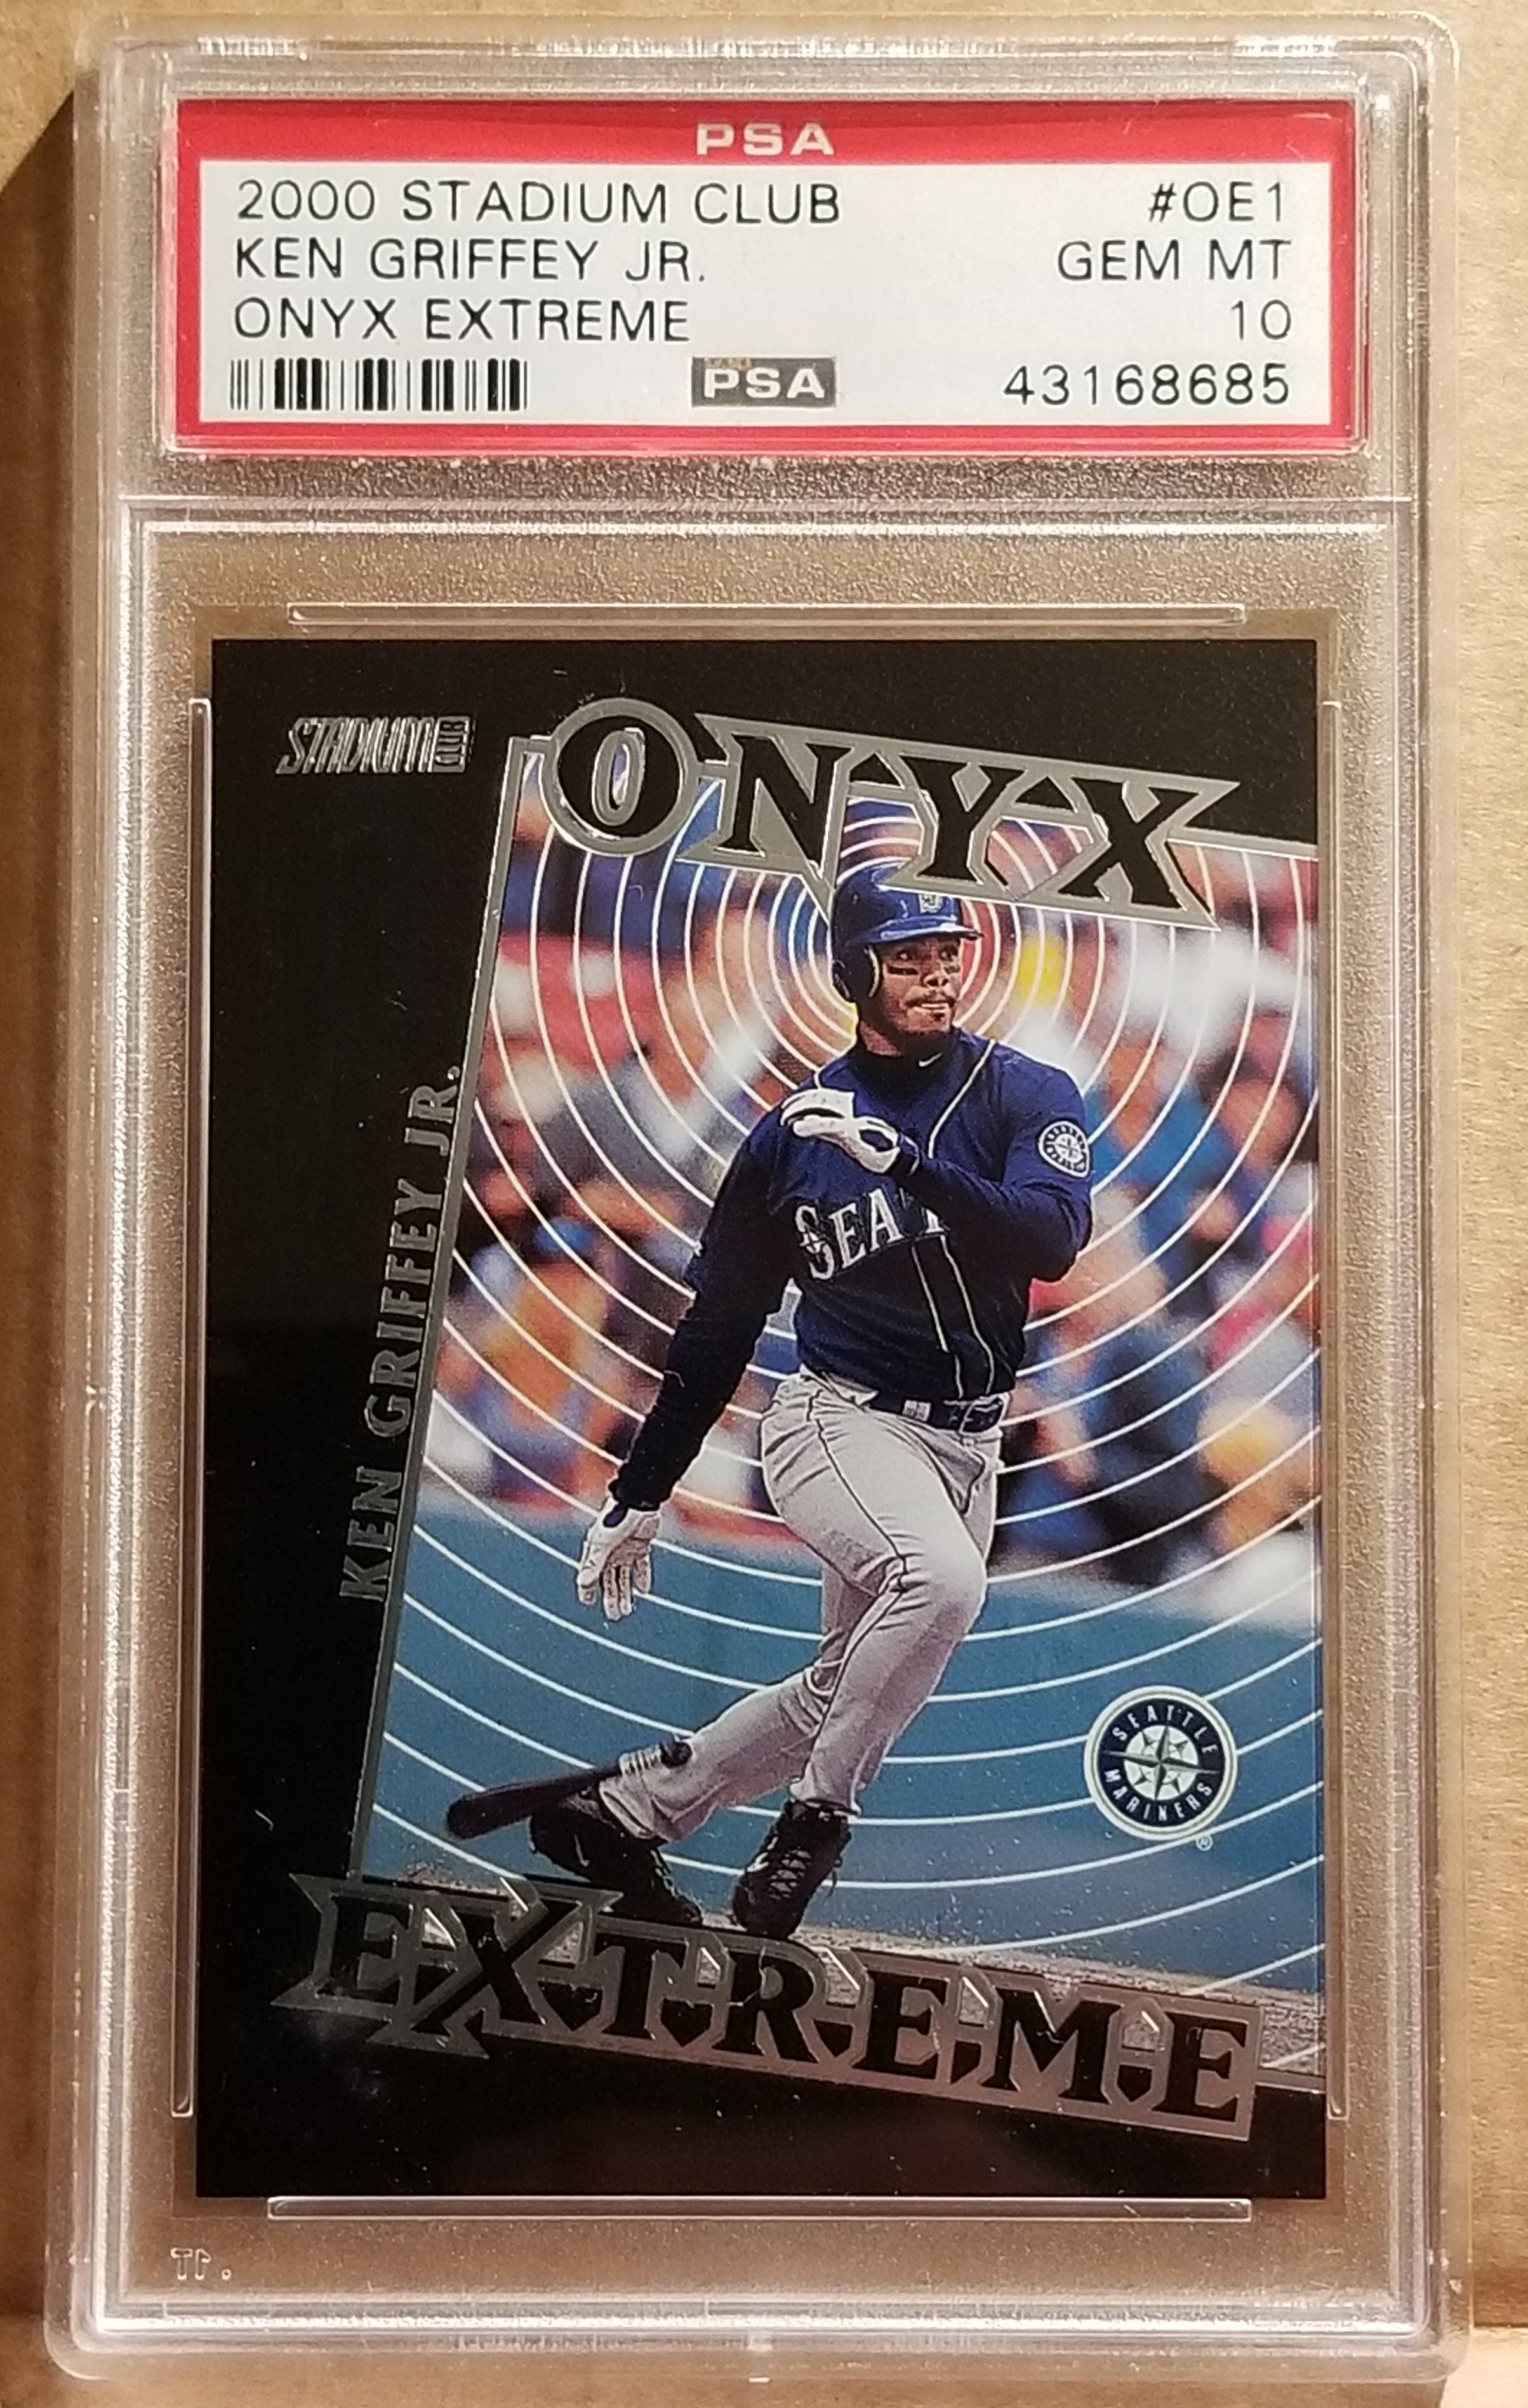 PSA
2000 STADIUM CLUB #OE1
KEN GRIFFEY JR. GEM MT
ONYX EXTREME 10
PSA 43168685
STADIUM CLUB
ONYX
KEN GRIFFEY JR.
SEAT
SEATTLE
MARINERS
®
EXTREME